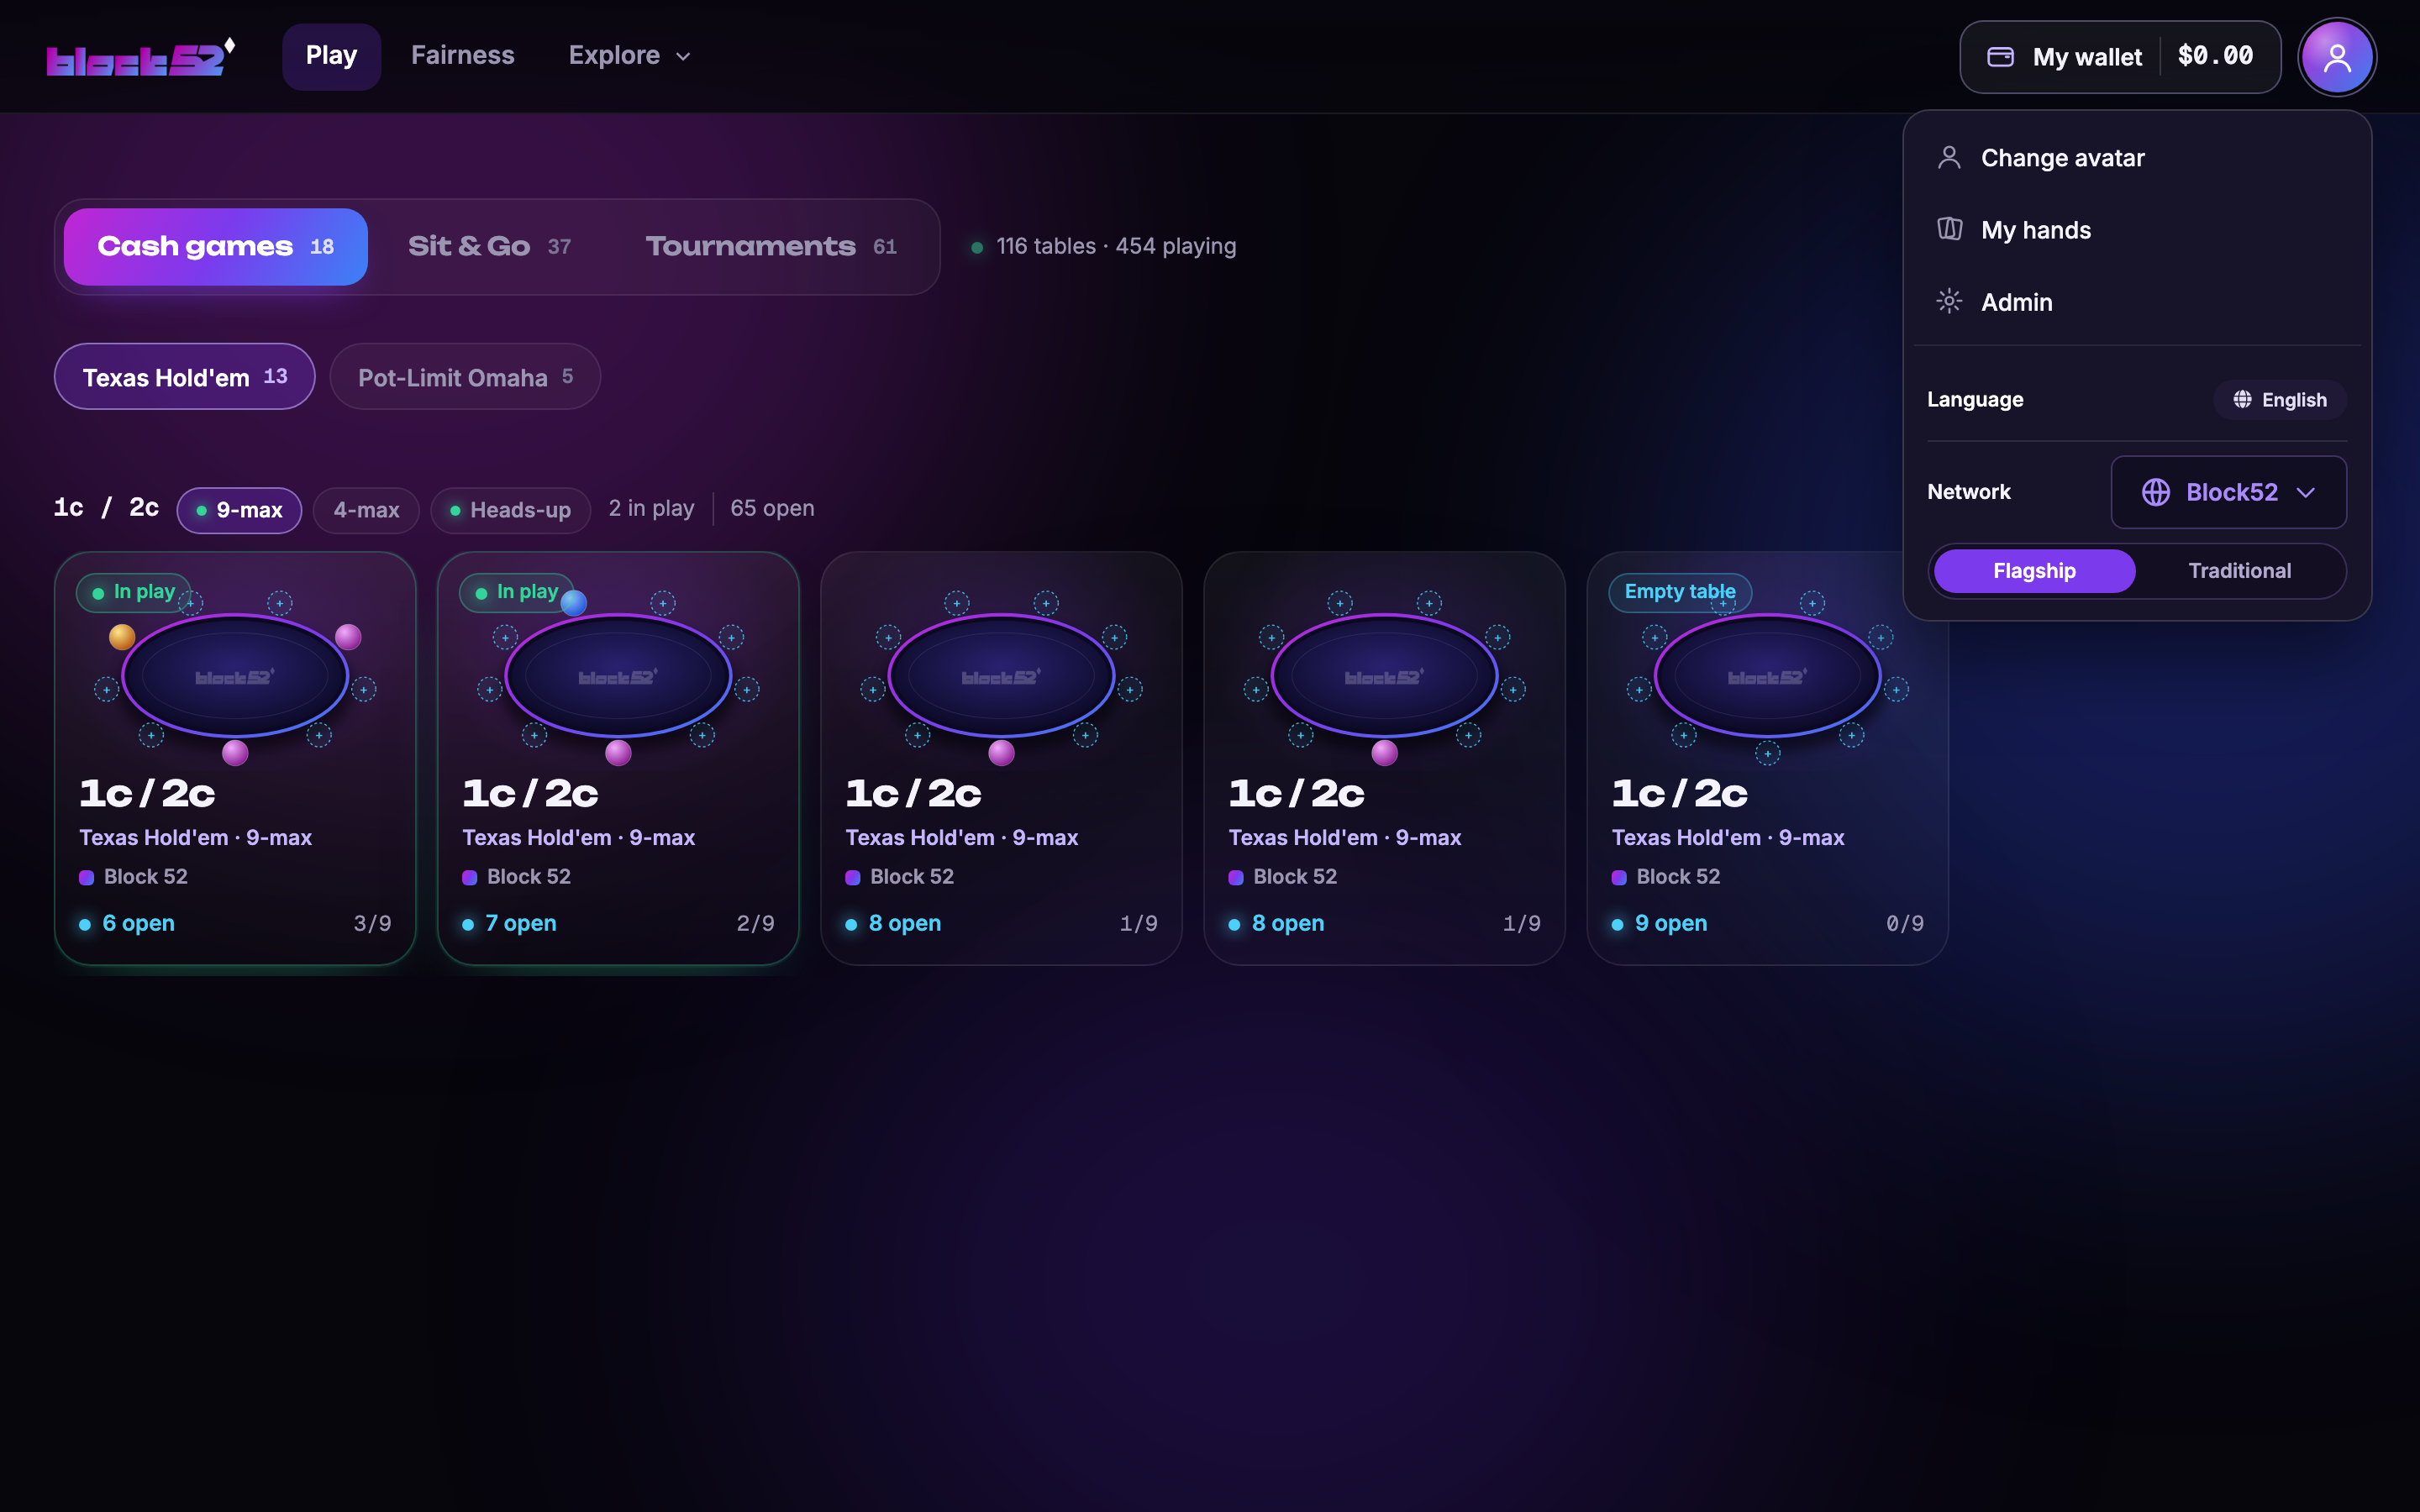 block52
Play
Fairness
Explore
My wallet
$0.00
Change avatar
My hands
Admin
Language
English
Network
Block52
Flagship
Traditional
Cash games 18
Sit & Go 37
Tournaments 61
116 tables · 454 playing
Texas Hold'em 13
Pot-Limit Omaha 5
1c / 2c
9-max
4-max
Heads-up
2 in play
65 open
In play
block52
1c / 2c
Texas Hold'em · 9-max
Block 52
6 open
3/9
In play
block52
1c / 2c
Texas Hold'em · 9-max
Block 52
7 open
2/9
block52
1c / 2c
Texas Hold'em · 9-max
Block 52
8 open
1/9
block52
1c / 2c
Texas Hold'em · 9-max
Block 52
8 open
1/9
Empty table
block52
1c / 2c
Texas Hold'em · 9-max
Block 52
9 open
0/9